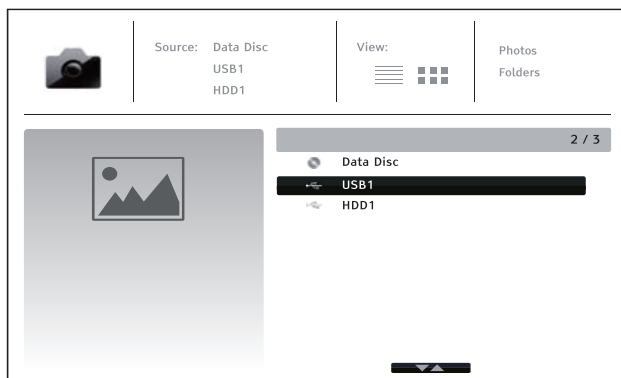 Source: Data Disc
USB1
HDD1
View:
Photos
Folders
2 / 3
Data Disc
USB1
HDD1